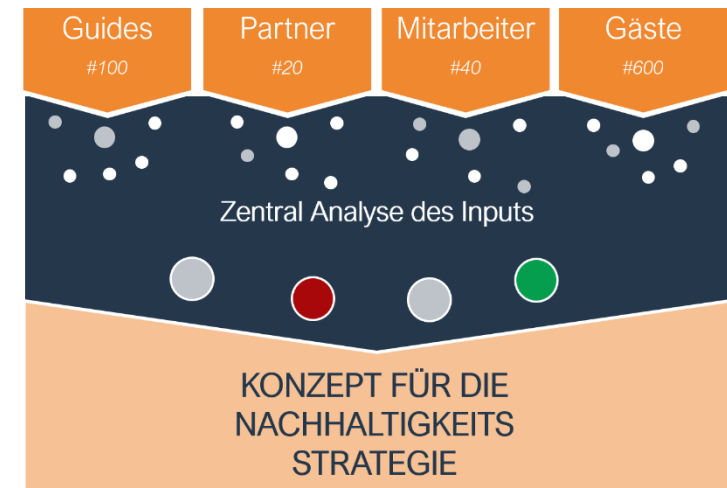 Guides
#100
Partner
#20
Mitarbeiter
#40
Gäste
#600
Zentral Analyse des Inputs
KONZEPT FÜR DIE
NACHHALTIGKEITS
STRATEGIE